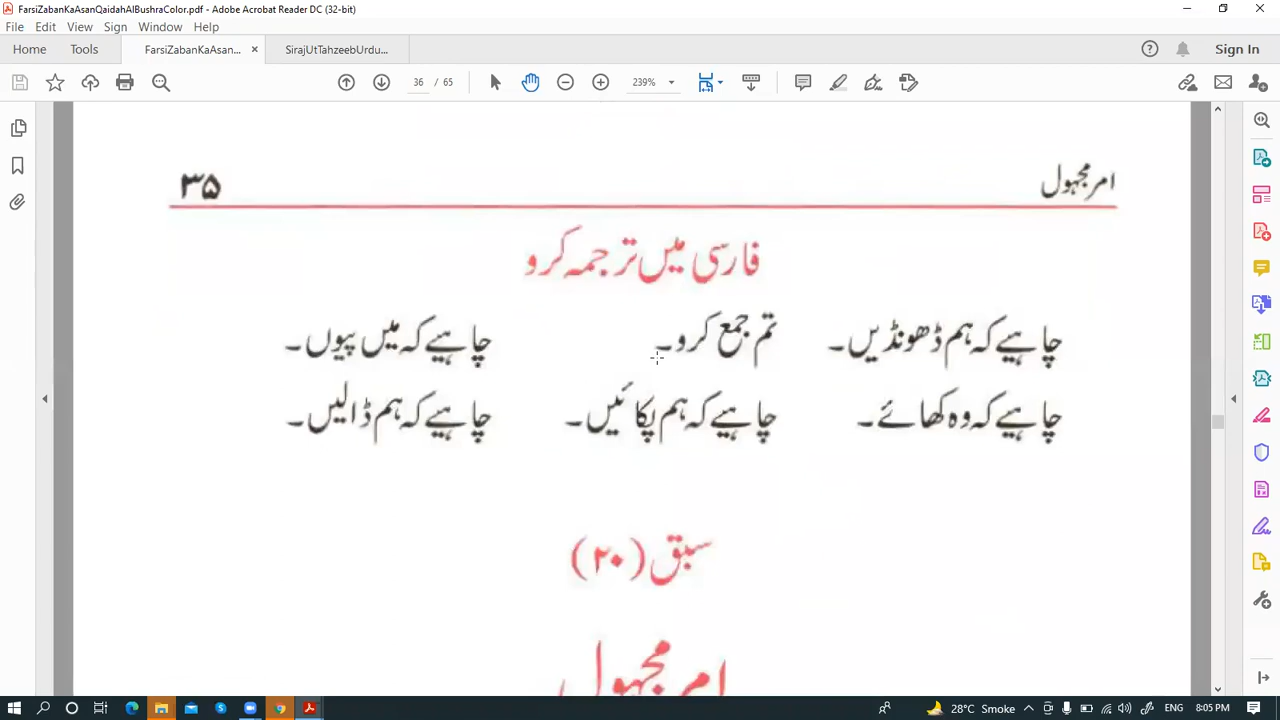 FarsiZabanKaAsanQaidahAlBushraColor.pdf - Adobe Acrobat Reader DC (32-bit)
File Edit View Sign Window Help
Home Tools FarsiZabanKaAsan... × SirajUtTahzeebUrdu... Sign In
36 / 65 239%
امر مجہول ۳۵
فارسی میں ترجمہ کرو
چاہیے کہ ہم ڈھونڈیں۔ تم جمع کرو۔ چاہیے کہ میں پیوں۔
چاہیے کہ وہ کھائے۔ چاہیے کہ ہم پکائیں۔ چاہیے کہ ہم ڈالیں۔
سبق (۲۰)
امر مجہول
28°C Smoke ENG 8:05 PM